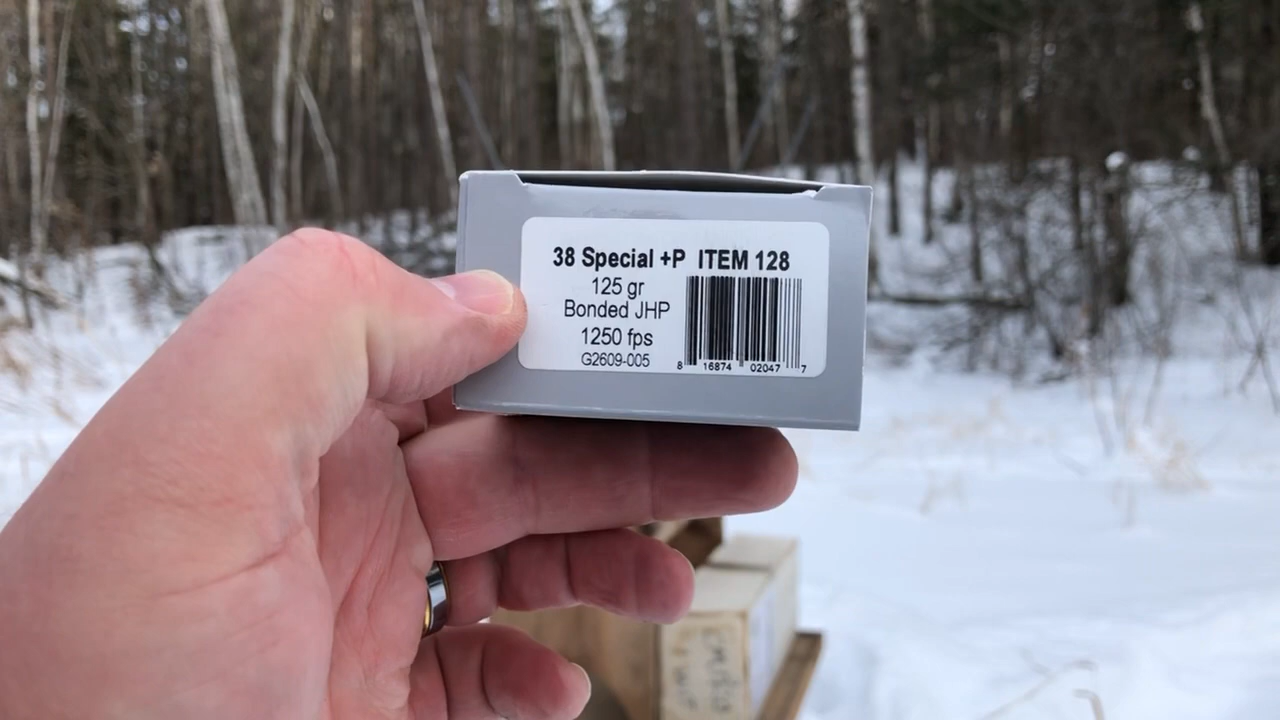 38 Special +P ITEM 128
125 gr
Bonded JHP
1250 fps
G2609-005
8 16874 02047 7